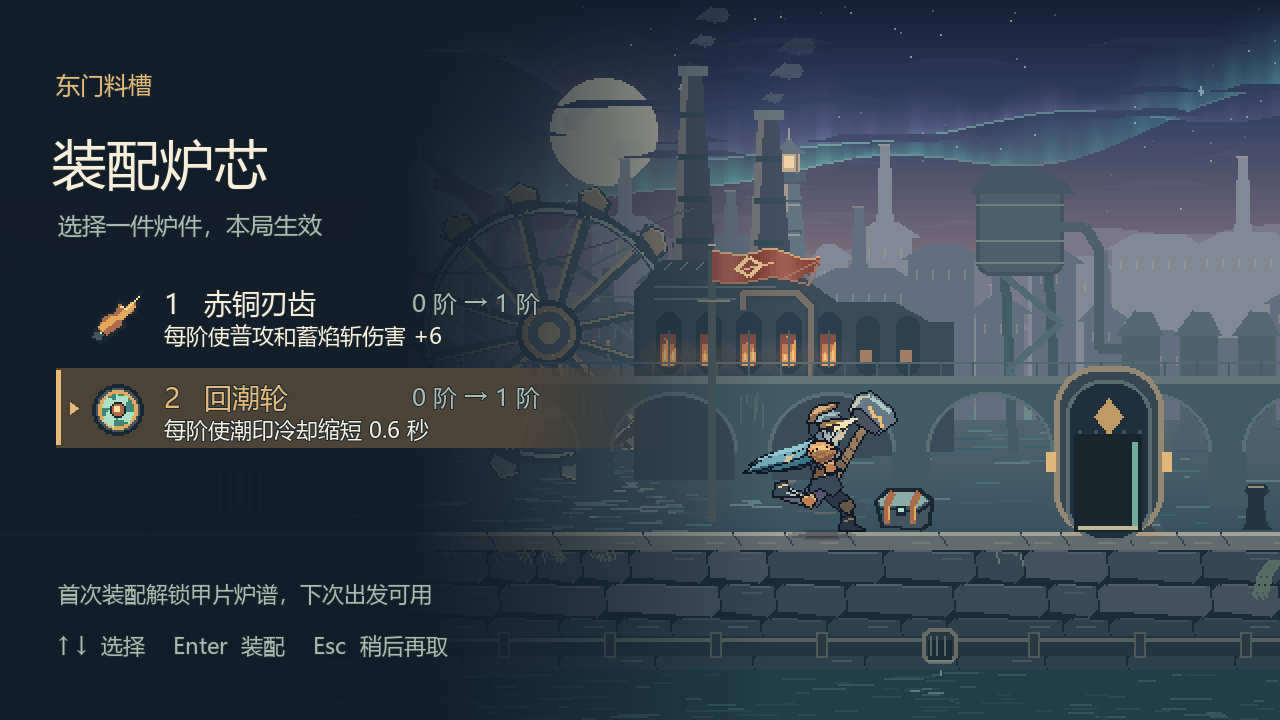 东门料槽
装配炉芯
选择一件炉件，本局生效
1 赤铜刃齿 0 阶 → 1 阶
每阶使普攻和蓄焰斩伤害 +6
2 回潮轮 0 阶 → 1 阶
每阶使潮印冷却缩短 0.6 秒
首次装配解锁甲片炉谱，下次出发可用
↑↓ 选择 Enter 装配 Esc 稍后再取